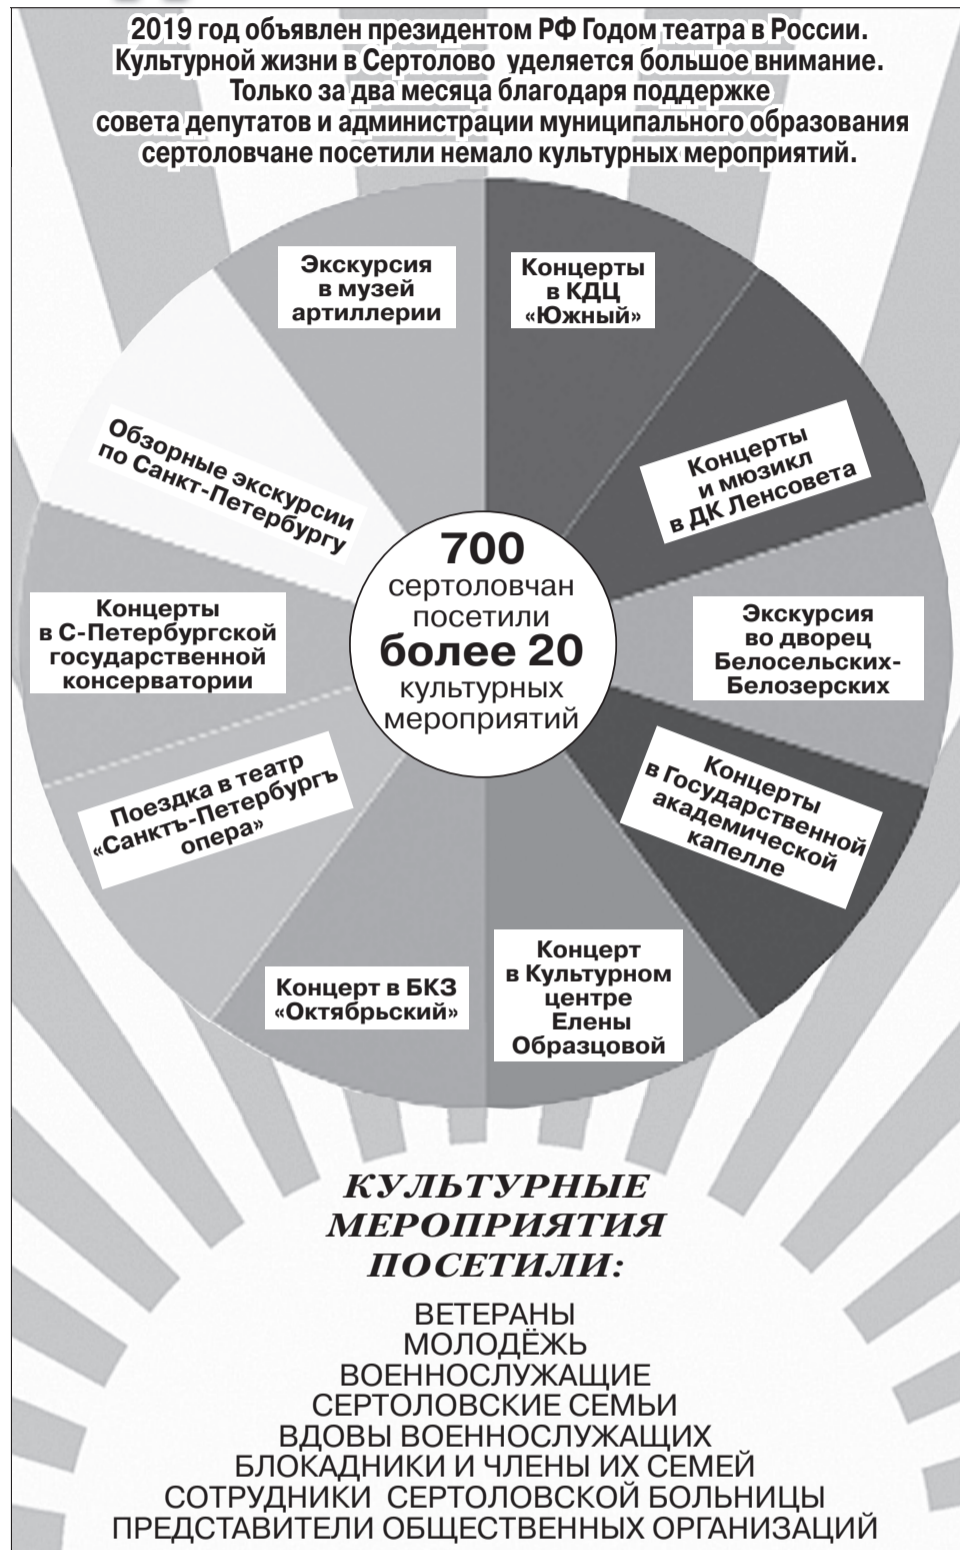 2019 год объявлен президентом РФ Годом театра в России.
Культурной жизни в Сертолово уделяется большое внимание.
Только за два месяца благодаря поддержке
совета депутатов и администрации муниципального образования
сертоловчане посетили немало культурных мероприятий.
Экскурсия
в музей
артиллерии
Концерты
в КДЦ
«Южный»
Обзорные экскурсии
по Санкт-Петербургу
Концерты
и мюзикл
в ДК Ленсовета
700
сертоловчан
посетили
более 20
культурных
мероприятий
Концерты
в С-Петербургской
государственной
консерватории
Экскурсия
во дворец
Белосельских-
Белозерских
Поездка в театр
«Санктъ-Петербургъ
опера»
Концерты
в Государственной
академической
капелле
Концерт в БКЗ
«Октябрьский»
Концерт
в Культурном
центре
Елены
Образцовой
КУЛЬТУРНЫЕ
МЕРОПРИЯТИЯ
ПОСЕТИЛИ:
ВЕТЕРАНЫ
МОЛОДЁЖЬ
ВОЕННОСЛУЖАЩИЕ
СЕРТОЛОВСКИЕ СЕМЬИ
ВДОВЫ ВОЕННОСЛУЖАЩИХ
БЛОКАДНИКИ И ЧЛЕНЫ ИХ СЕМЕЙ
СОТРУДНИКИ СЕРТОЛОВСКОЙ БОЛЬНИЦЫ
ПРЕДСТАВИТЕЛИ ОБЩЕСТВЕННЫХ ОРГАНИЗАЦИЙ